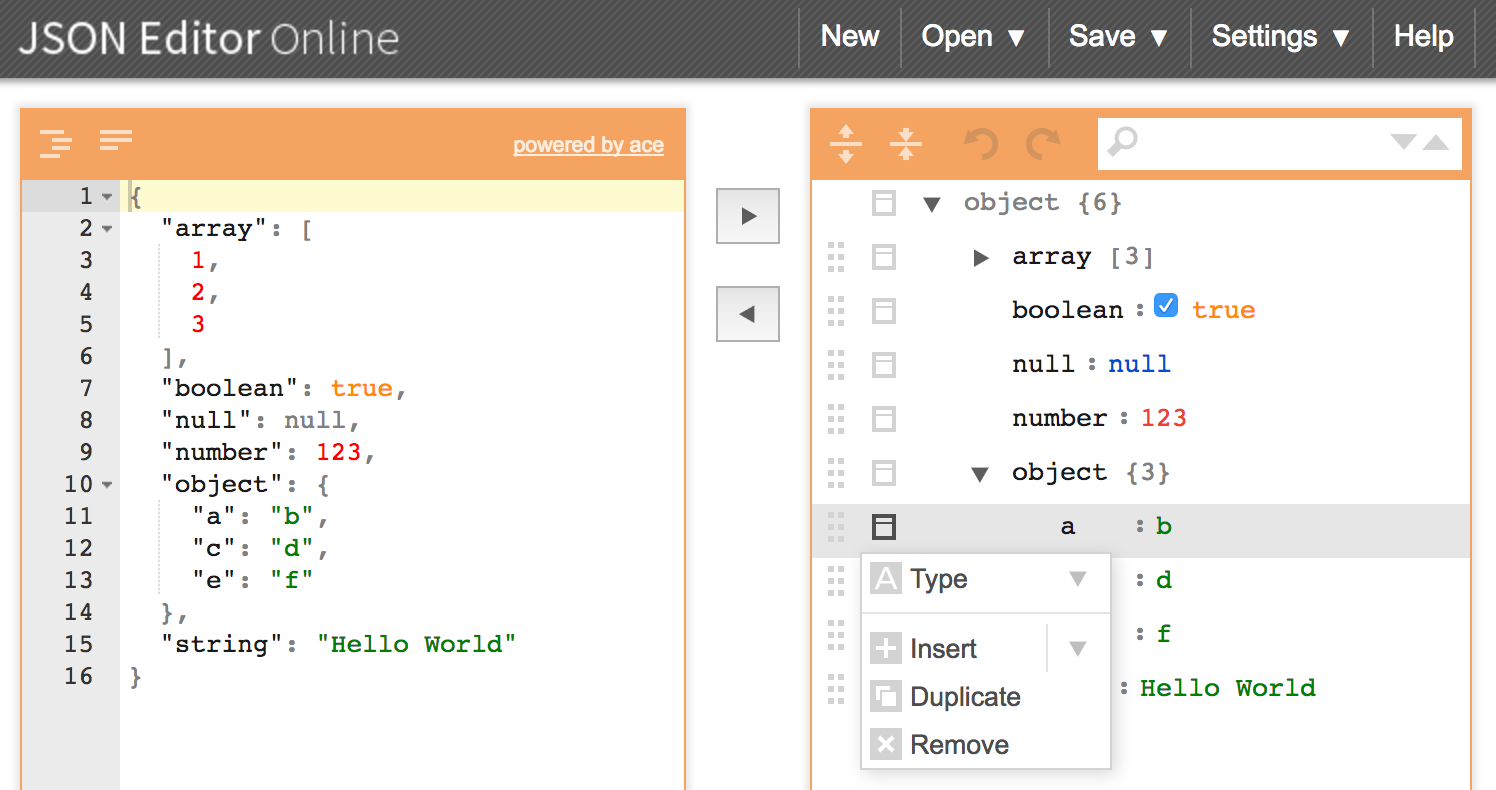 JSON Editor Online
New Open ▼ Save ▼ Settings ▼ Help
powered by ace
1 {
2 "array": [
3 1,
4 2,
5 3
6 ],
7 "boolean": true,
8 "null": null,
9 "number": 123,
10 "object": {
11 "a": "b",
12 "c": "d",
13 "e": "f"
14 },
15 "string": "Hello World"
16 }
▼ object {6}
▶ array [3]
boolean : true
null : null
number : 123
▼ object {3}
a : b
: d
: f
: Hello World
A Type ▼
Insert ▼
Duplicate
Remove